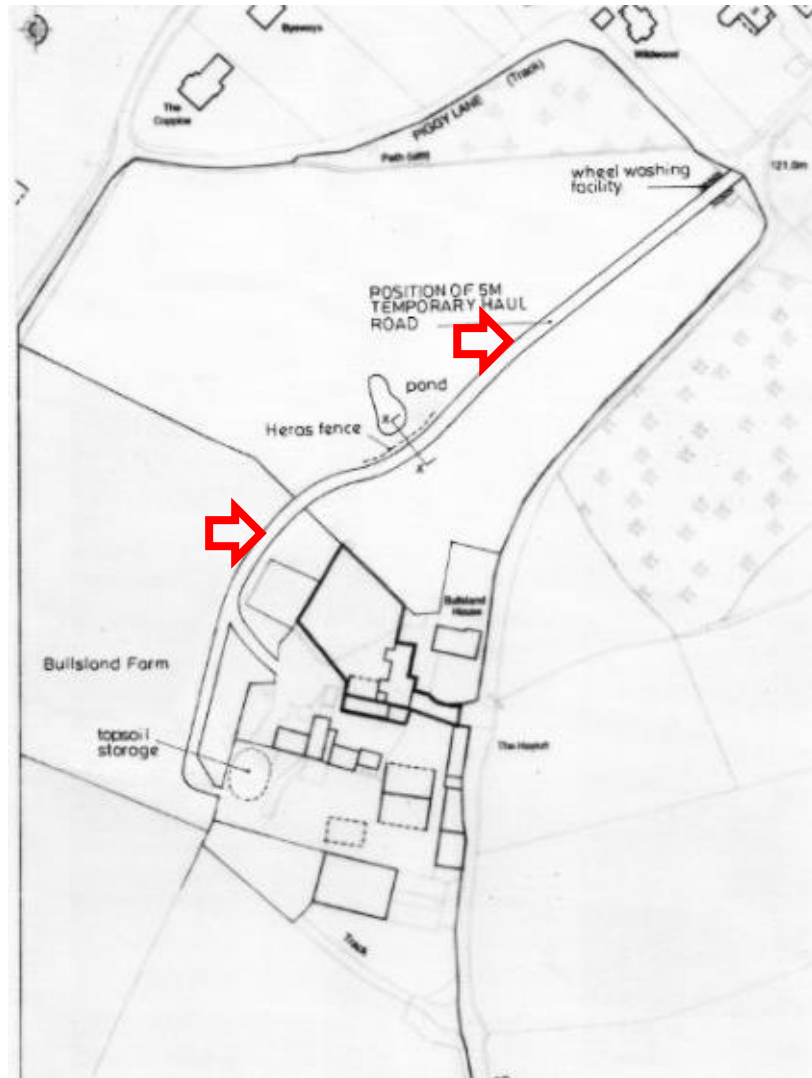 Byeways
Wildwood
The
Coppice
PIGGY LANE
(Track)
Path (um)
wheel washing
facility
121.0m
POSITION OF 5M
TEMPORARY HAUL
ROAD
pond
Heras fence
x
x
Bullsland
House
Bullsland Farm
topsoil
storage
The Hayloft
Track